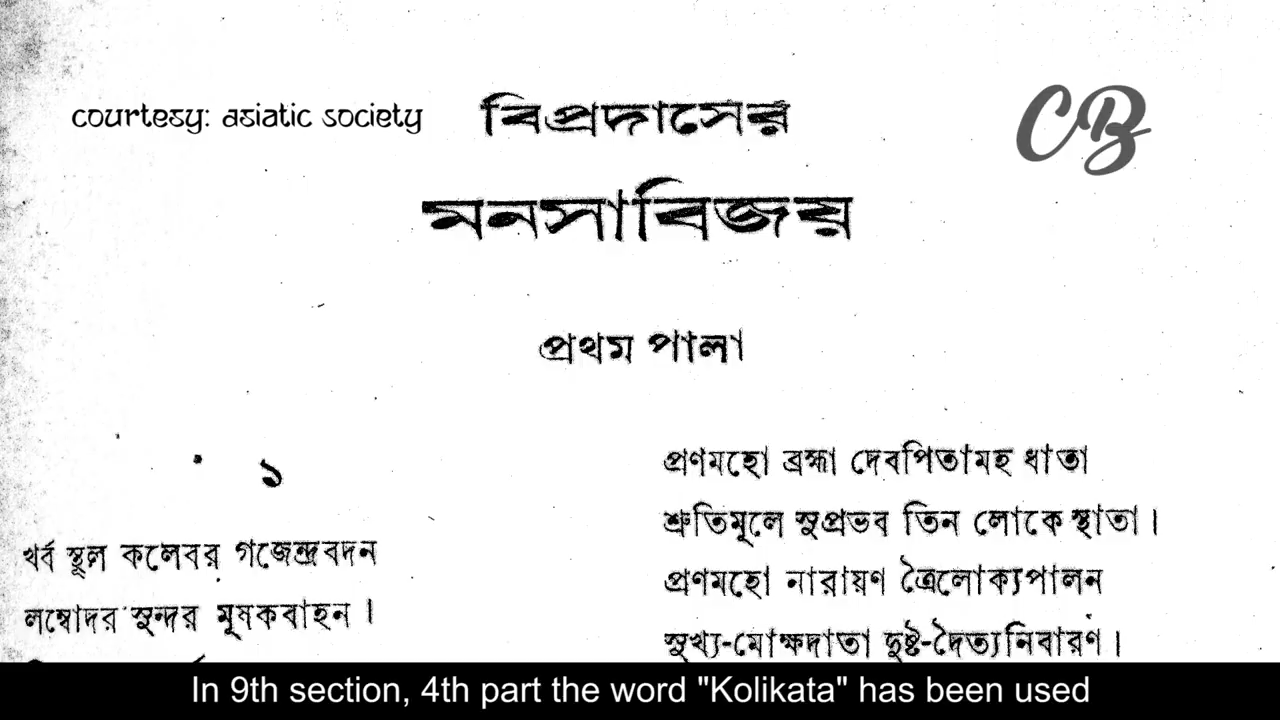 courtesy: asiatic society
CB
বিপ্রদাসের
মনসাবিজয়
প্রথম পালা
১
খর্ব স্থূল কলেবর গজেন্দ্রবদন
লম্বোদর সুন্দর মূষকবাহন ।
প্রণমহো ব্রহ্মা দেবপিতামহ ধাতা
শ্রুতিমূলে সুপ্রভব তিন লোকে স্থাতা ।
প্রণমহো নারায়ণ ত্রৈলোক্যপালন
সুখ্য-মোক্ষদাতা দুষ্ট-দৈত্যনিবারণ ।
In 9th section, 4th part the word "Kolikata" has been used